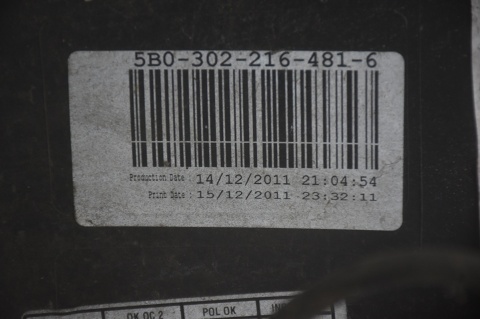 5B0-302-216-481-6
Production Date : 14/12/2011 21:04:54
Print Date : 15/12/2011 23:32:11
OK QC 2 POL OK